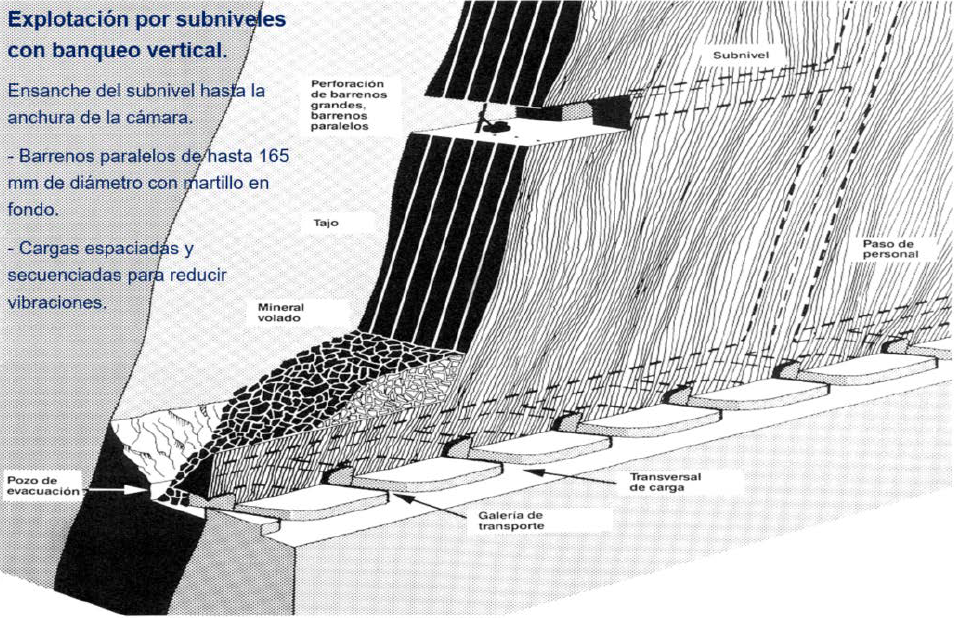 Explotación por subniveles
con banqueo vertical.
Ensanche del subnivel hasta la
anchura de la cámara.
- Barrenos paralelos de hasta 165
mm de diámetro con martillo en
fondo.
- Cargas espaciadas y
secuenciadas para reducir
vibraciones.
Perforación
de barrenos
grandes,
barrenos
paralelos
Subnivel
Tajo
Paso de
personal
Mineral
volado
Pozo de
evacuación
Transversal
de carga
Galería de
transporte